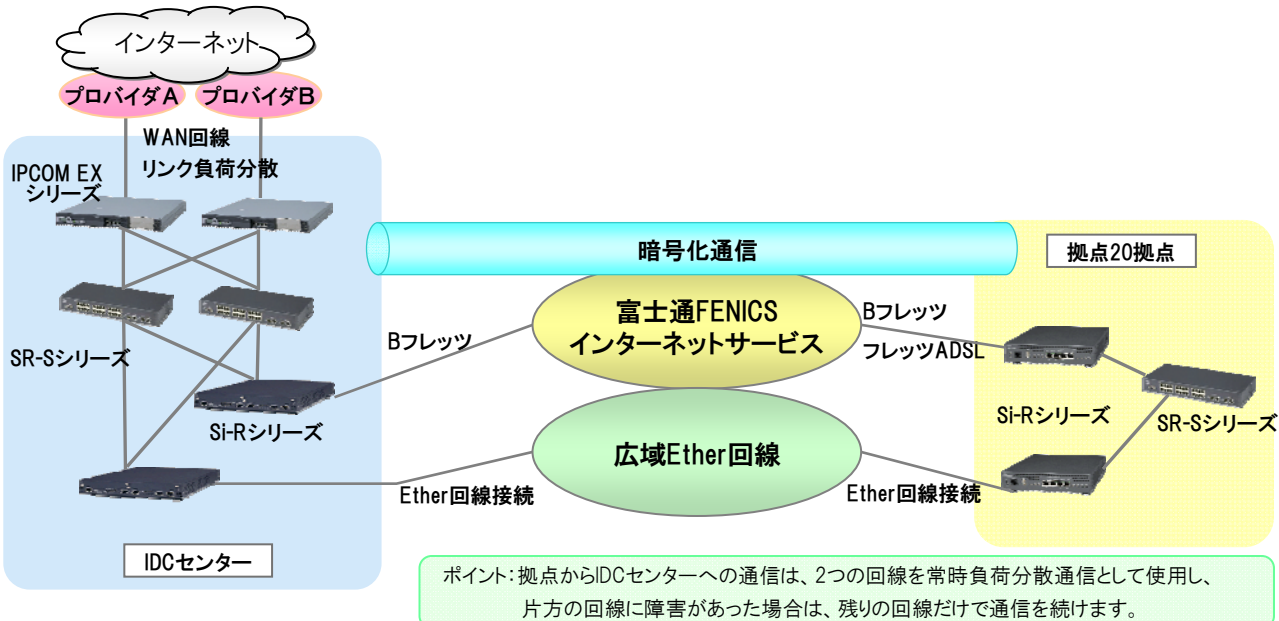 インターネット
プロバイダA
プロバイダB
WAN回線
リンク負荷分散
IPCOM EX
シリーズ
暗号化通信
拠点20拠点
富士通FENICS
インターネットサービス
Bフレッツ
Bフレッツ
フレッツADSL
SR-Sシリーズ
Si-Rシリーズ
Si-Rシリーズ
SR-Sシリーズ
広域Ether回線
Ether回線接続
Ether回線接続
IDCセンター
ポイント：拠点からIDCセンターへの通信は、2つの回線を常時負荷分散通信として使用し、
片方の回線に障害があった場合は、残りの回線だけで通信を続けます。